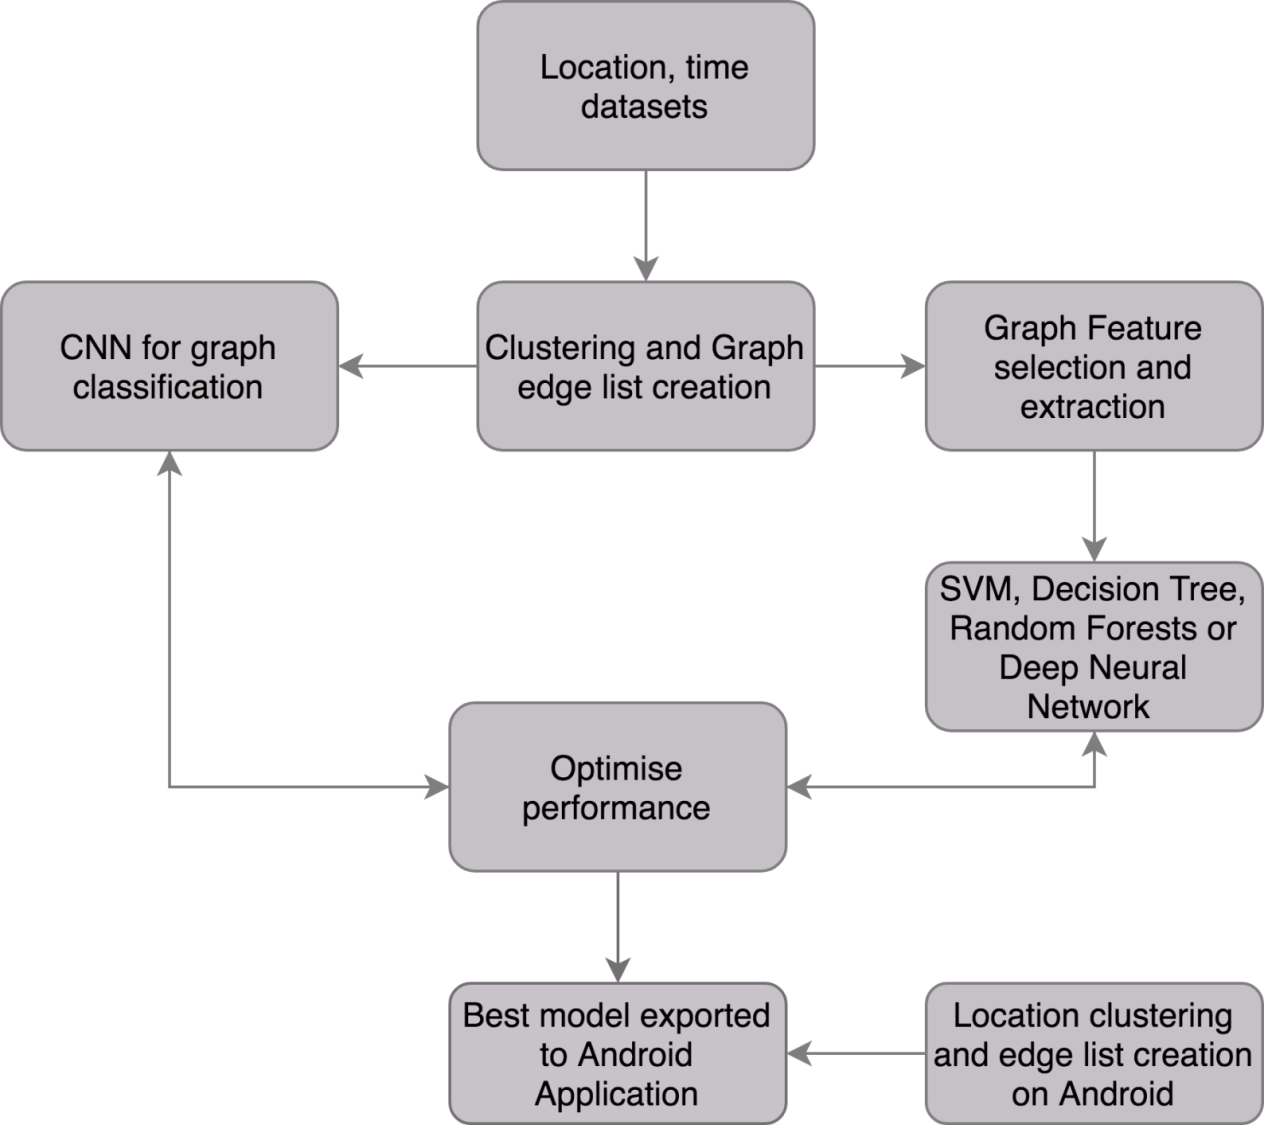 Location, time
datasets
CNN for graph
classification
Clustering and Graph
edge list creation
Graph Feature
selection and
extraction
SVM, Decision Tree,
Random Forests or
Deep Neural
Network
Optimise
performance
Best model exported
to Android
Application
Location clustering
and edge list creation
on Android